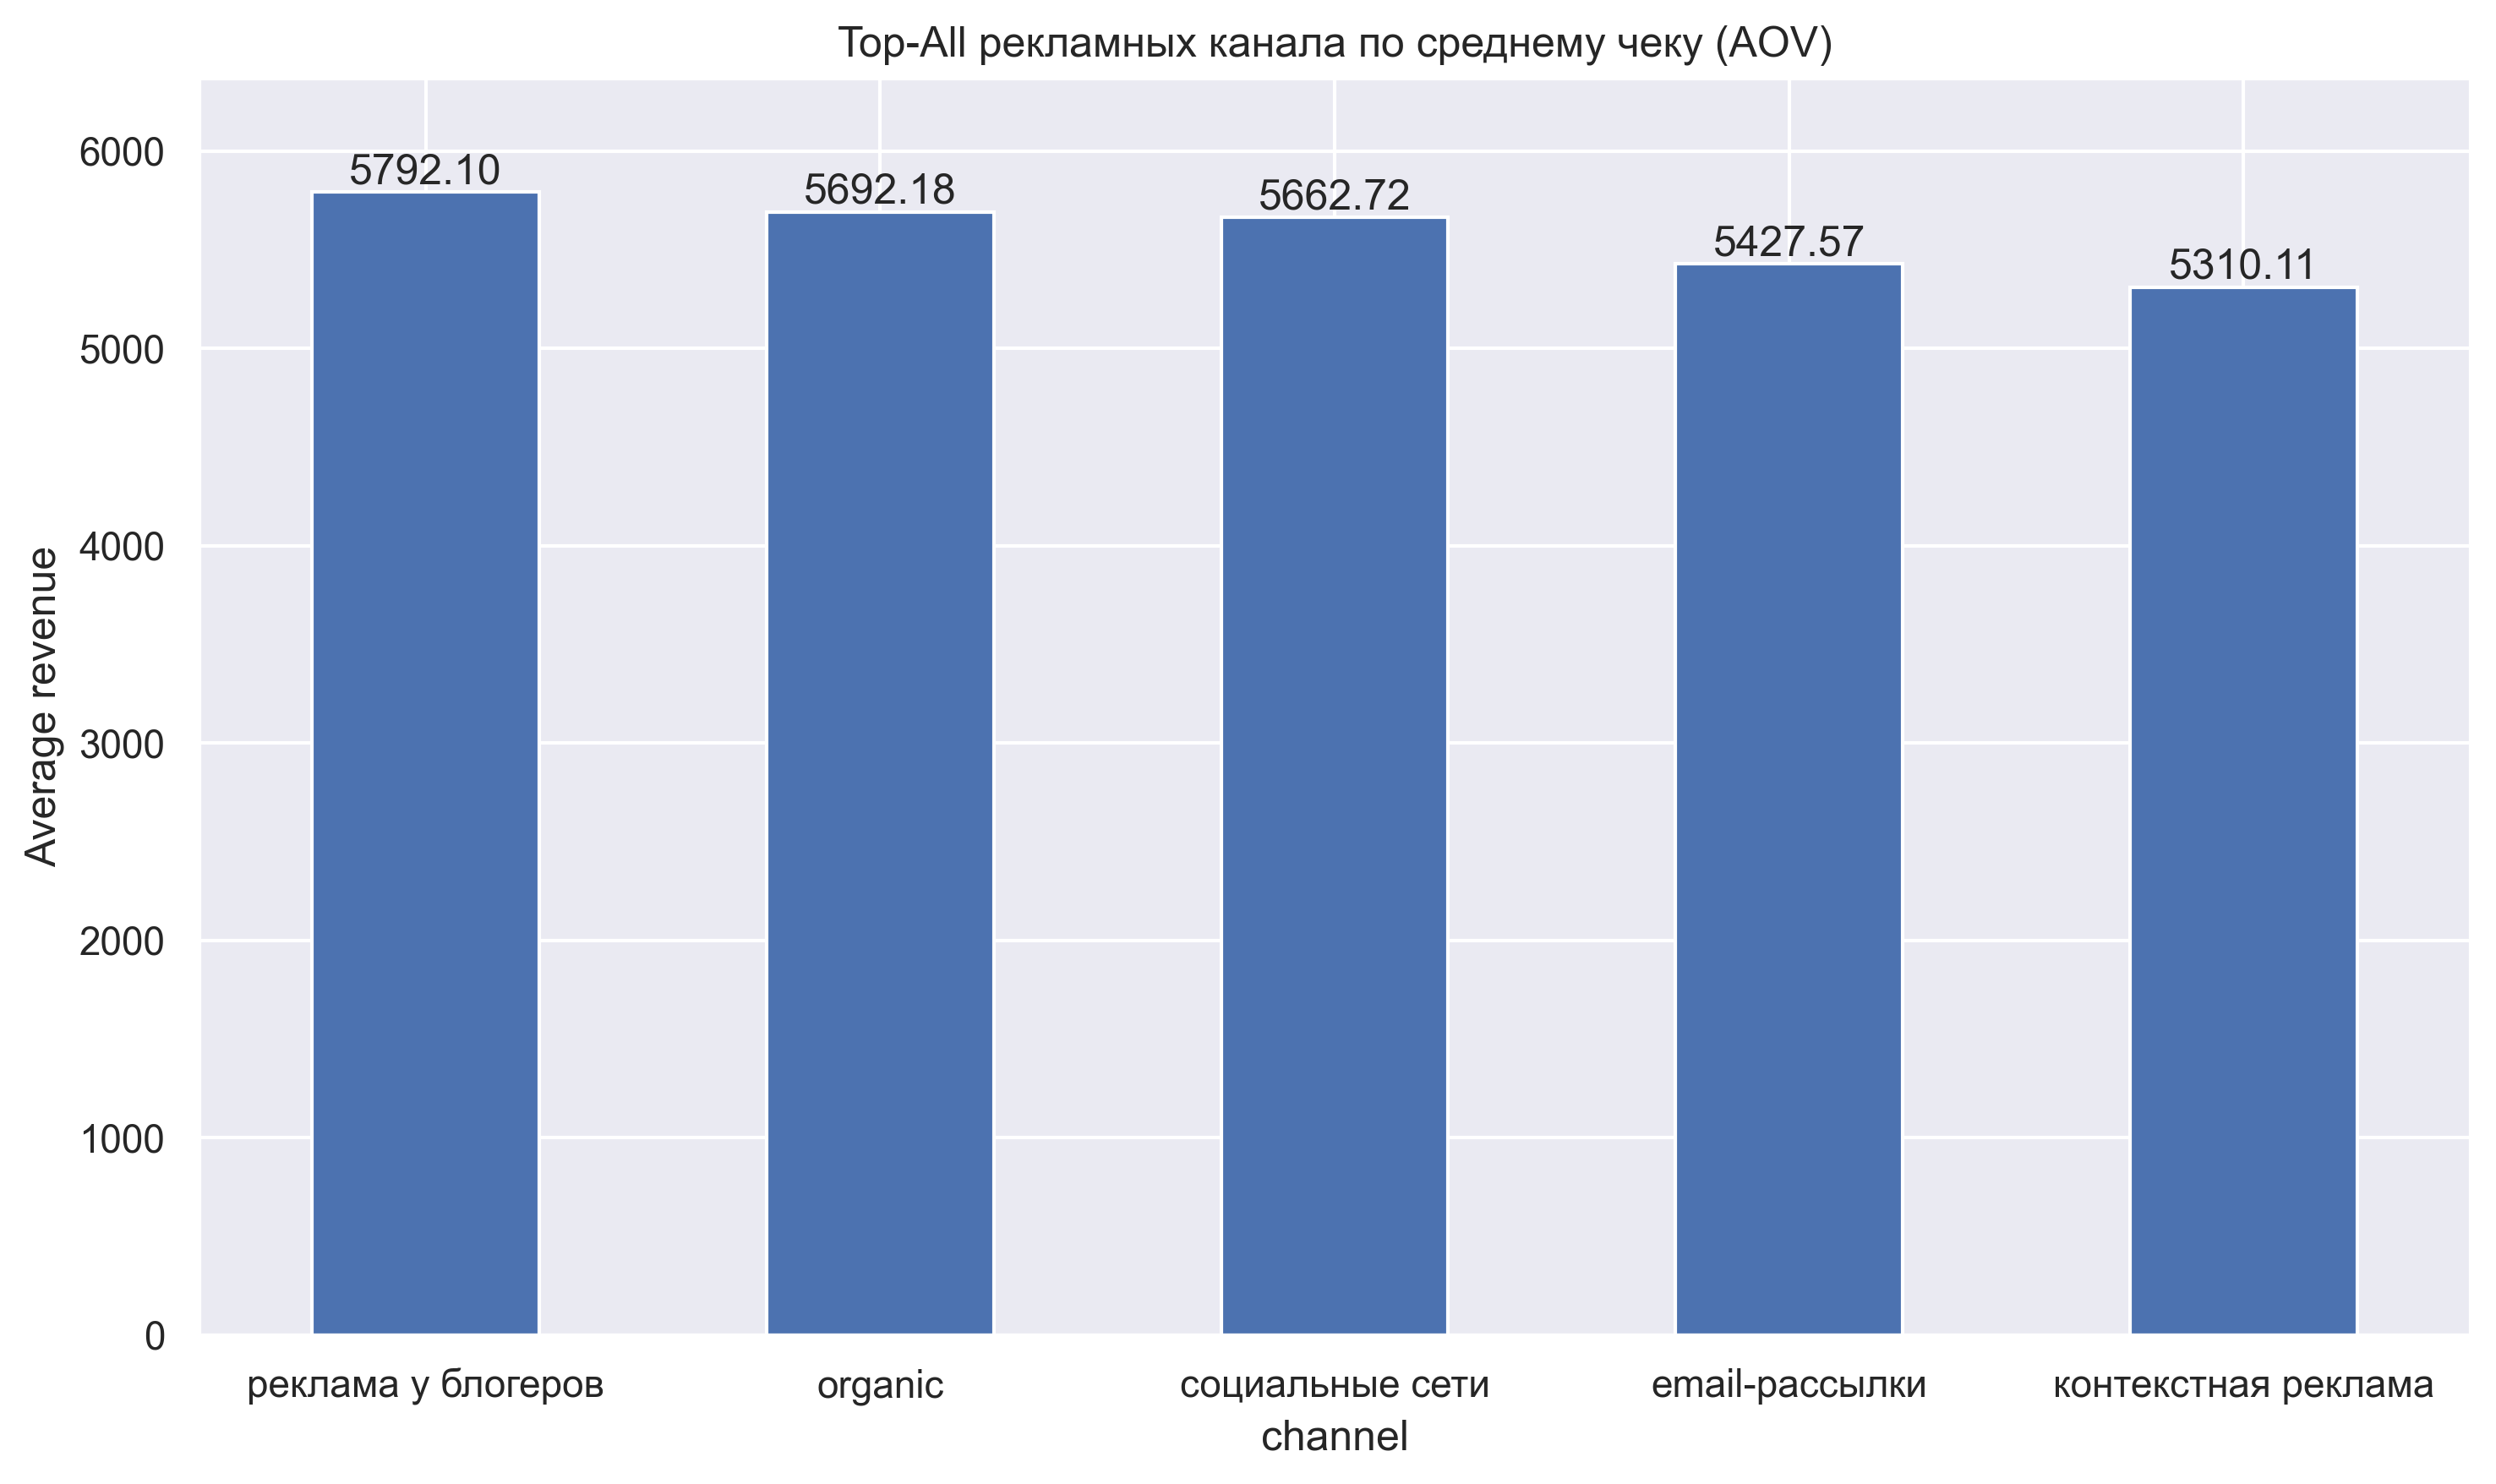 Top-All рекламных канала по среднему чеку (AOV)
Average revenue
6000
5000
4000
3000
2000
1000
0
5792.10
5692.18
5662.72
5427.57
5310.11
реклама у блогеров
organic
социальные сети
email-рассылки
контекстная реклама
channel